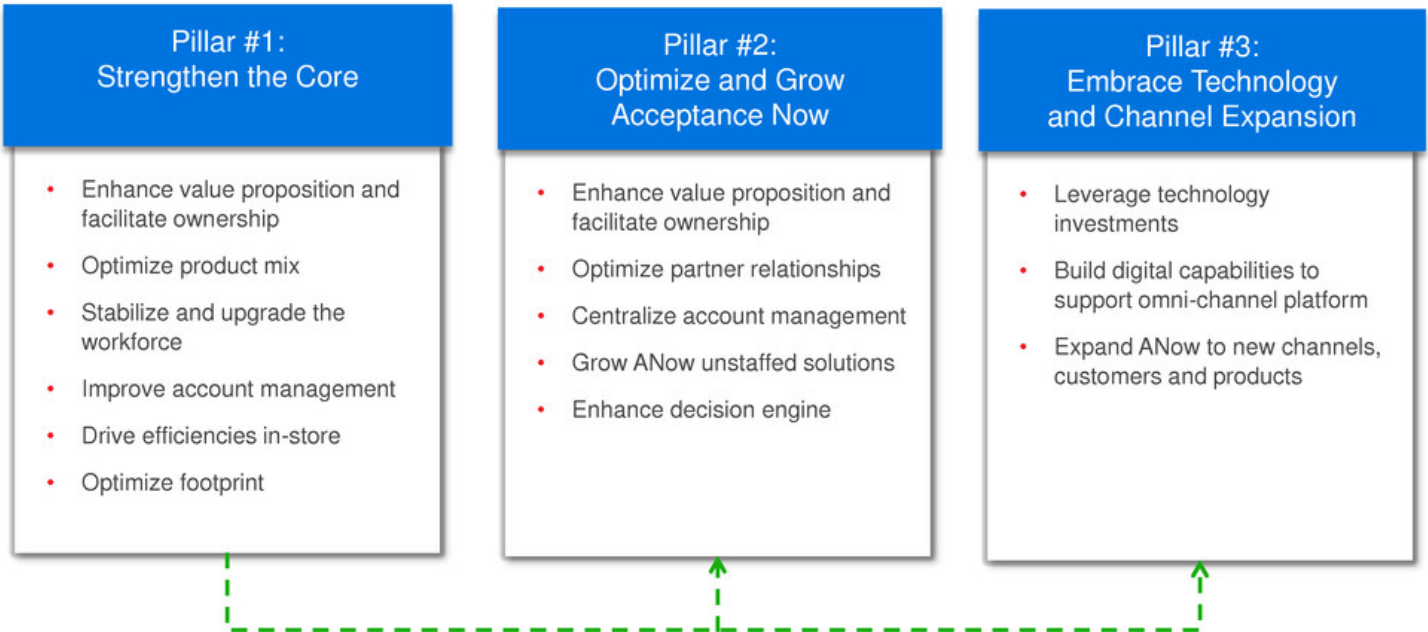 Pillar #1:
Strengthen the Core
• Enhance value proposition and
facilitate ownership
• Optimize product mix
• Stabilize and upgrade the
workforce
• Improve account management
• Drive efficiencies in-store
• Optimize footprint
Pillar #2:
Optimize and Grow
Acceptance Now
• Enhance value proposition and
facilitate ownership
• Optimize partner relationships
• Centralize account management
• Grow ANow unstaffed solutions
• Enhance decision engine
Pillar #3:
Embrace Technology
and Channel Expansion
• Leverage technology
investments
• Build digital capabilities to
support omni-channel platform
• Expand ANow to new channels,
customers and products